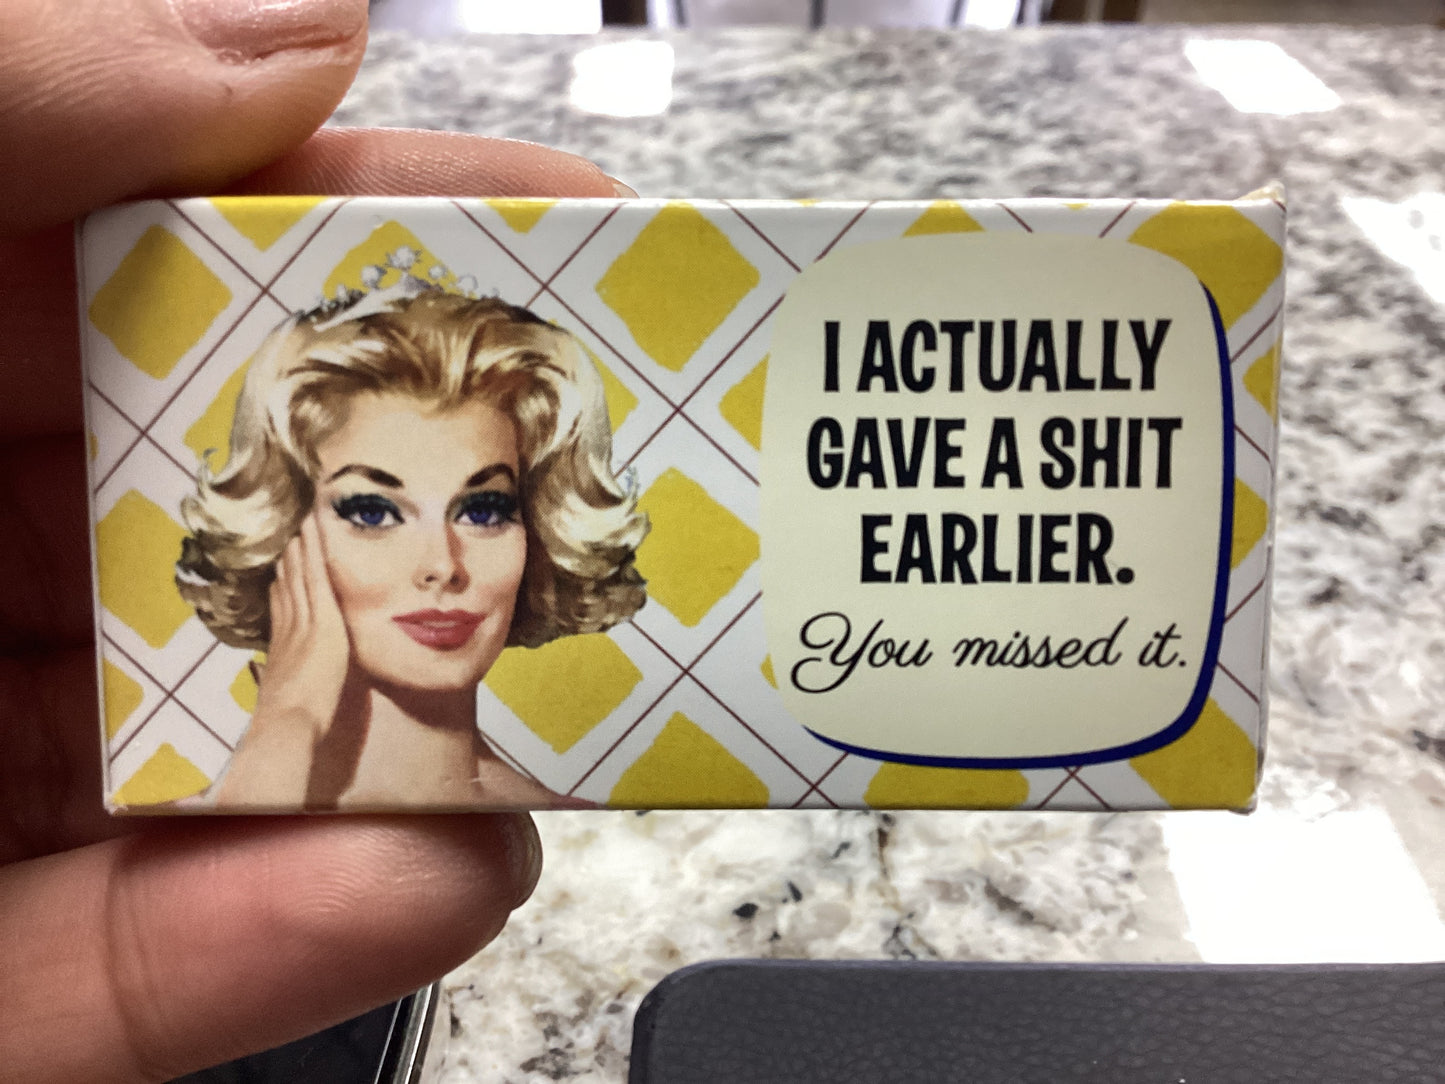 I ACTUALLY
GAVE A SHIT
EARLIER.
You missed it.